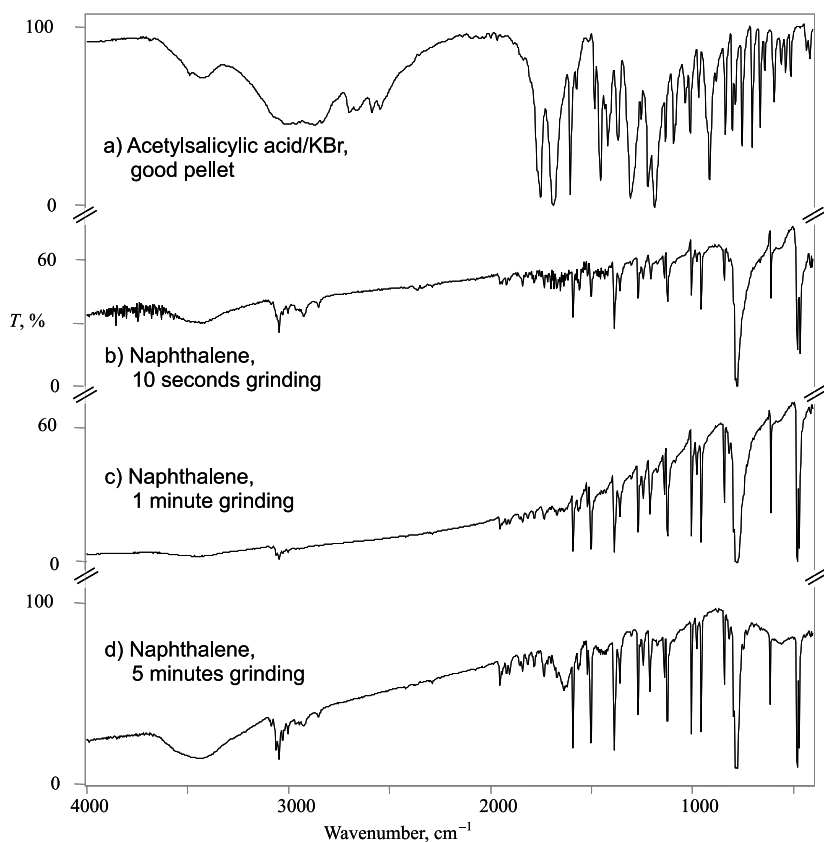 100
a) Acetylsalicylic acid/KBr,
good pellet
0
60
T, %
b) Naphthalene,
10 seconds grinding
0
60
c) Naphthalene,
1 minute grinding
0
100
d) Naphthalene,
5 minutes grinding
0
4000 3000 2000 1000
Wavenumber, cm⁻¹